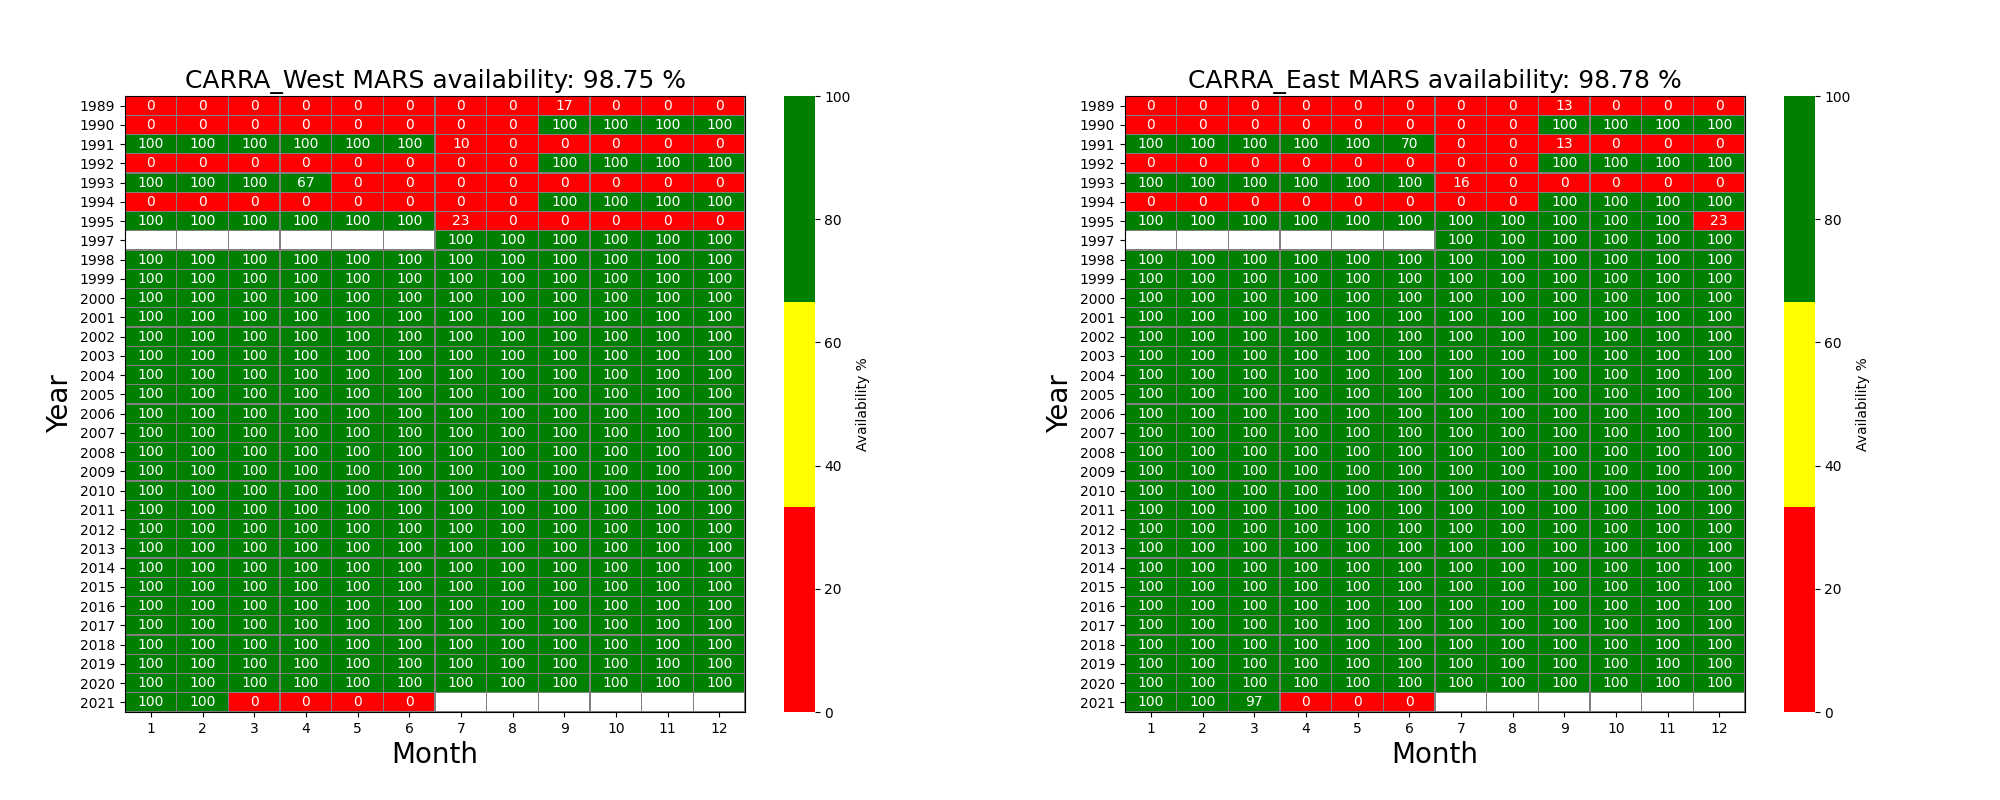 CARRA_West MARS availability: 98.75 %
1989 0 0 0 0 0 0 0 0 17 0 0 0
1990 0 0 0 0 0 0 0 0 100 100 100 100
1991 100 100 100 100 100 100 10 0 0 0 0 0
1992 0 0 0 0 0 0 0 0 100 100 100 100
1993 100 100 100 67 0 0 0 0 0 0 0 0
1994 0 0 0 0 0 0 0 0 100 100 100 100
1995 100 100 100 100 100 100 23 0 0 0 0 0
1997 100 100 100 100 100 100
1998 100 100 100 100 100 100 100 100 100 100 100 100
1999 100 100 100 100 100 100 100 100 100 100 100 100
2000 100 100 100 100 100 100 100 100 100 100 100 100
2001 100 100 100 100 100 100 100 100 100 100 100 100
2002 100 100 100 100 100 100 100 100 100 100 100 100
2003 100 100 100 100 100 100 100 100 100 100 100 100
2004 100 100 100 100 100 100 100 100 100 100 100 100
2005 100 100 100 100 100 100 100 100 100 100 100 100
2006 100 100 100 100 100 100 100 100 100 100 100 100
2007 100 100 100 100 100 100 100 100 100 100 100 100
2008 100 100 100 100 100 100 100 100 100 100 100 100
2009 100 100 100 100 100 100 100 100 100 100 100 100
2010 100 100 100 100 100 100 100 100 100 100 100 100
2011 100 100 100 100 100 100 100 100 100 100 100 100
2012 100 100 100 100 100 100 100 100 100 100 100 100
2013 100 100 100 100 100 100 100 100 100 100 100 100
2014 100 100 100 100 100 100 100 100 100 100 100 100
2015 100 100 100 100 100 100 100 100 100 100 100 100
2016 100 100 100 100 100 100 100 100 100 100 100 100
2017 100 100 100 100 100 100 100 100 100 100 100 100
2018 100 100 100 100 100 100 100 100 100 100 100 100
2019 100 100 100 100 100 100 100 100 100 100 100 100
2020 100 100 100 100 100 100 100 100 100 100 100 100
2021 100 100 0 0 0 0
1 2 3 4 5 6 7 8 9 10 11 12
Month
Year
100
80
60
40
20
0
Availability %
CARRA_East MARS availability: 98.78 %
1989 0 0 0 0 0 0 0 0 13 0 0 0
1990 0 0 0 0 0 0 0 0 100 100 100 100
1991 100 100 100 100 100 70 0 0 13 0 0 0
1992 0 0 0 0 0 0 0 0 100 100 100 100
1993 100 100 100 100 100 100 16 0 0 0 0 0
1994 0 0 0 0 0 0 0 0 100 100 100 100
1995 100 100 100 100 100 100 100 100 100 100 100 23
1997 100 100 100 100 100 100
1998 100 100 100 100 100 100 100 100 100 100 100 100
1999 100 100 100 100 100 100 100 100 100 100 100 100
2000 100 100 100 100 100 100 100 100 100 100 100 100
2001 100 100 100 100 100 100 100 100 100 100 100 100
2002 100 100 100 100 100 100 100 100 100 100 100 100
2003 100 100 100 100 100 100 100 100 100 100 100 100
2004 100 100 100 100 100 100 100 100 100 100 100 100
2005 100 100 100 100 100 100 100 100 100 100 100 100
2006 100 100 100 100 100 100 100 100 100 100 100 100
2007 100 100 100 100 100 100 100 100 100 100 100 100
2008 100 100 100 100 100 100 100 100 100 100 100 100
2009 100 100 100 100 100 100 100 100 100 100 100 100
2010 100 100 100 100 100 100 100 100 100 100 100 100
2011 100 100 100 100 100 100 100 100 100 100 100 100
2012 100 100 100 100 100 100 100 100 100 100 100 100
2013 100 100 100 100 100 100 100 100 100 100 100 100
2014 100 100 100 100 100 100 100 100 100 100 100 100
2015 100 100 100 100 100 100 100 100 100 100 100 100
2016 100 100 100 100 100 100 100 100 100 100 100 100
2017 100 100 100 100 100 100 100 100 100 100 100 100
2018 100 100 100 100 100 100 100 100 100 100 100 100
2019 100 100 100 100 100 100 100 100 100 100 100 100
2020 100 100 100 100 100 100 100 100 100 100 100 100
2021 100 100 97 0 0 0
1 2 3 4 5 6 7 8 9 10 11 12
Month
Year
100
80
60
40
20
0
Availability %